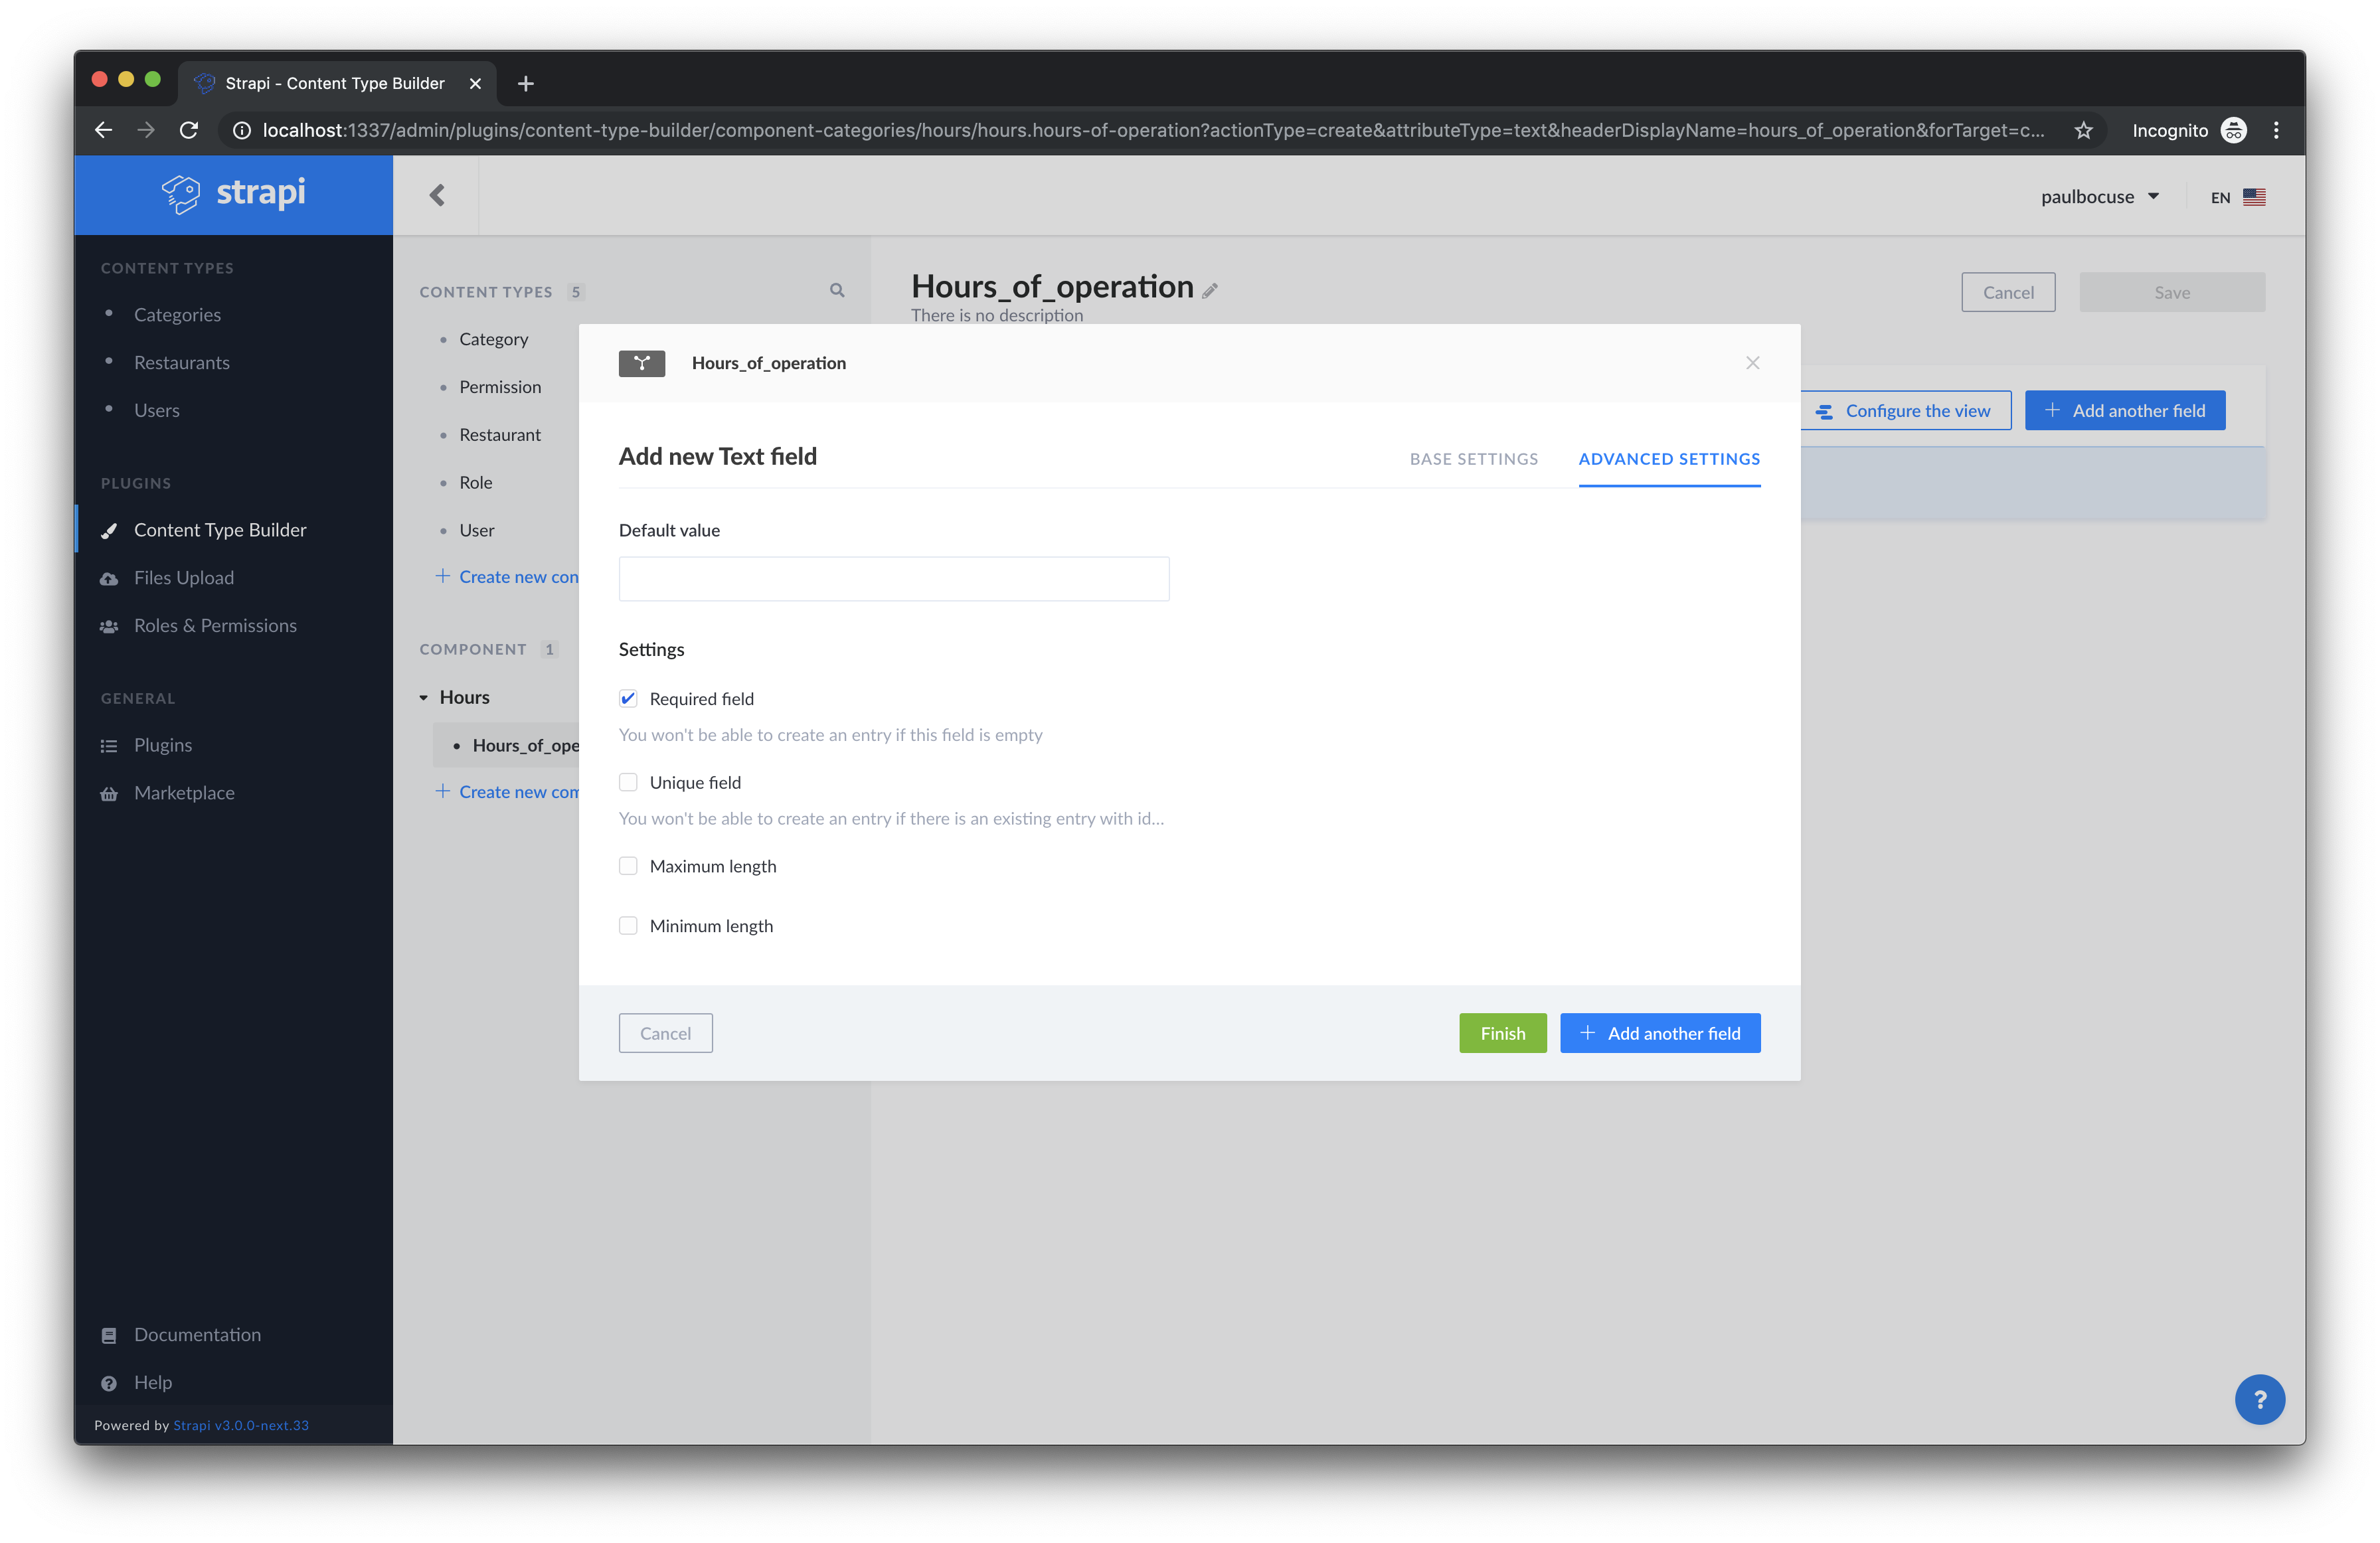 Strapi - Content Type Builder
localhost:1337/admin/plugins/content-type-builder/component-categories/hours/hours.hours-of-operation?actionType=create&attributeType=text&headerDisplayName=hours_of_operation&forTarget=c...
Incognito
strapi
paulbocuse
EN
CONTENT TYPES
Categories
Restaurants
Users
PLUGINS
Content Type Builder
Files Upload
Roles & Permissions
GENERAL
Plugins
Marketplace
Documentation
Help
Powered by Strapi v3.0.0-next.33
CONTENT TYPES 5
Category
Permission
Restaurant
Role
User
+ Create new con
COMPONENT 1
Hours
Hours_of_ope
+ Create new com
Hours_of_operation
There is no description
Cancel
Save
Configure the view
+ Add another field
Hours_of_operation
Add new Text field
BASE SETTINGS
ADVANCED SETTINGS
Default value
Settings
Required field
You won't be able to create an entry if this field is empty
Unique field
You won't be able to create an entry if there is an existing entry with id...
Maximum length
Minimum length
Cancel
Finish
+ Add another field
?